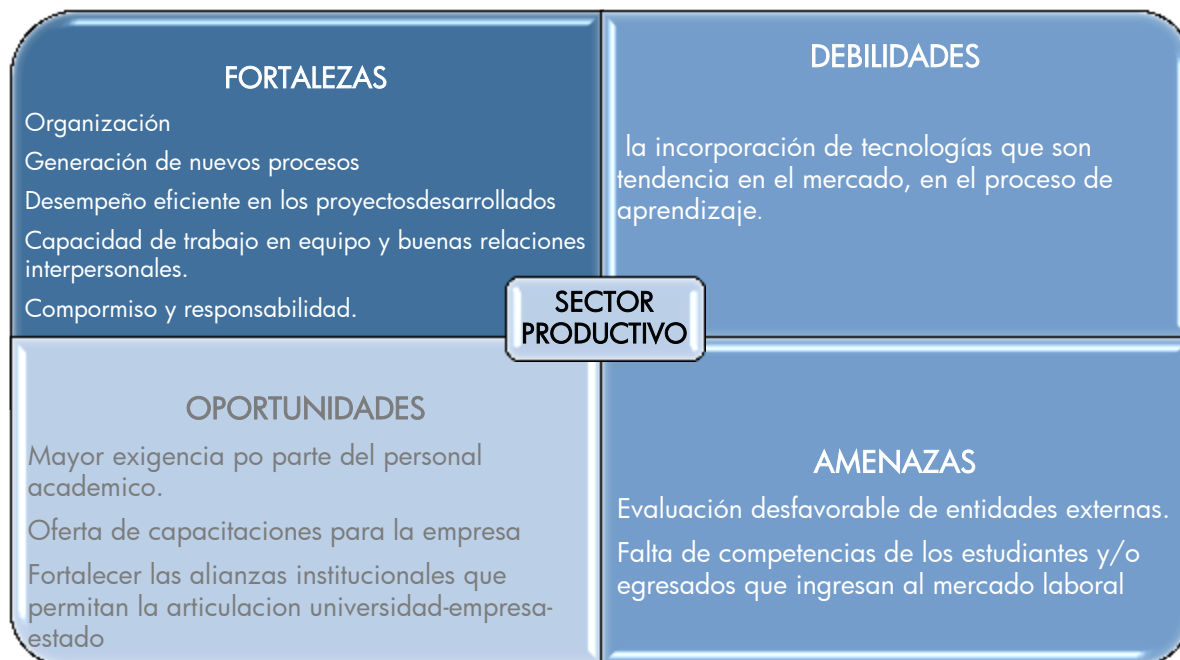 FORTALEZAS
Organización
Generación de nuevos procesos
Desempeño eficiente en los proyectosdesarrollados
Capacidad de trabajo en equipo y buenas relaciones
interpersonales.
Compormiso y responsabilidad.
DEBILIDADES
la incorporación de tecnologías que son
tendencia en el mercado, en el proceso de
aprendizaje.
SECTOR
PRODUCTIVO
OPORTUNIDADES
Mayor exigencia po parte del personal
academico.
Oferta de capacitaciones para la empresa
Fortalecer las alianzas institucionales que
permitan la articulacion universidad-empresa-
estado
AMENAZAS
Evaluación desfavorable de entidades externas.
Falta de competencias de los estudiantes y/o
egresados que ingresan al mercado laboral